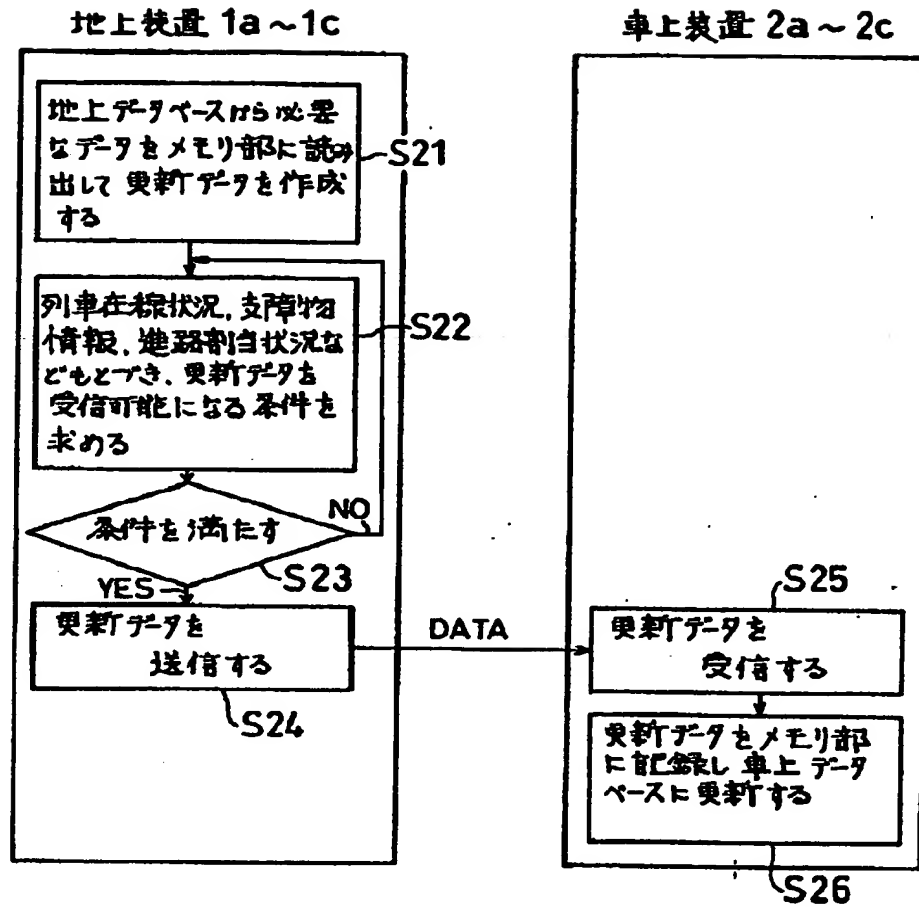 地上装置 1a～1c
地上データベースから必要
なデータをメモリ部に読み
出して更新データを作成
する
S21
列車在線状況、支障物
情報、進路割当状況な
どもとづき、更新データを
受信可能になる条件を
求める
S22
条件を満たす
NO
S23
YES
更新データを
送信する
S24
DATA
車上装置 2a～2c
S25
更新データを
受信する
更新データをメモリ部
に記録し車上データ
ベースに更新する
S26